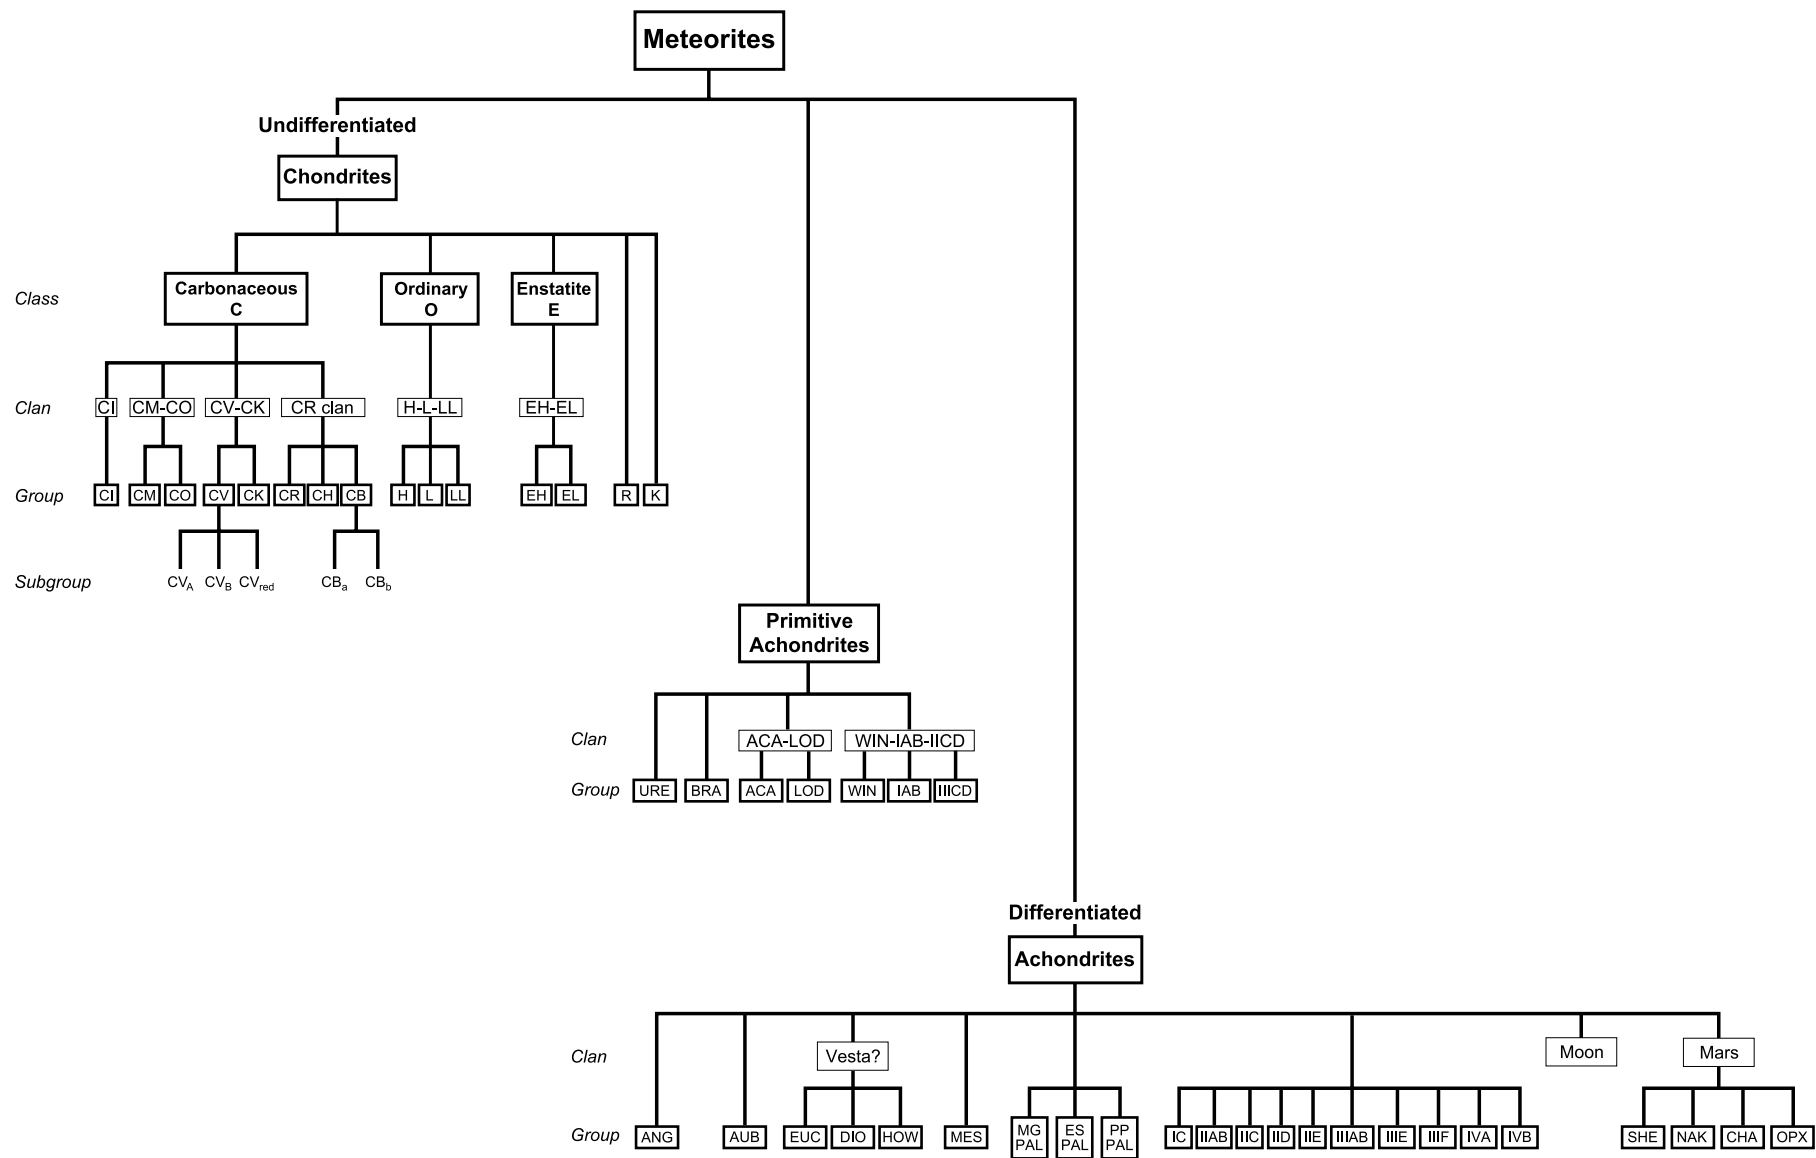 Meteorites
Undifferentiated
Chondrites
Class
Carbonaceous
C
Ordinary
O
Enstatite
E
Clan
CI CM-CO CV-CK CR clan H-L-LL EH-EL
Group
CI CM CO CV CK CR CH CB H L LL EH EL R K
Subgroup
CVA CVB CVred CBa CBb
Primitive
Achondrites
Clan
ACA-LOD WIN-IAB-IICD
Group
URE BRA ACA LOD WIN IAB IIICD
Differentiated
Achondrites
Clan
Vesta? Moon Mars
Group
ANG AUB EUC DIO HOW MES
MG
PAL
ES
PAL
PP
PAL
IC IIAB IIC IID IIE IIIAB IIIE IIIF IVA IVB SHE NAK CHA OPX